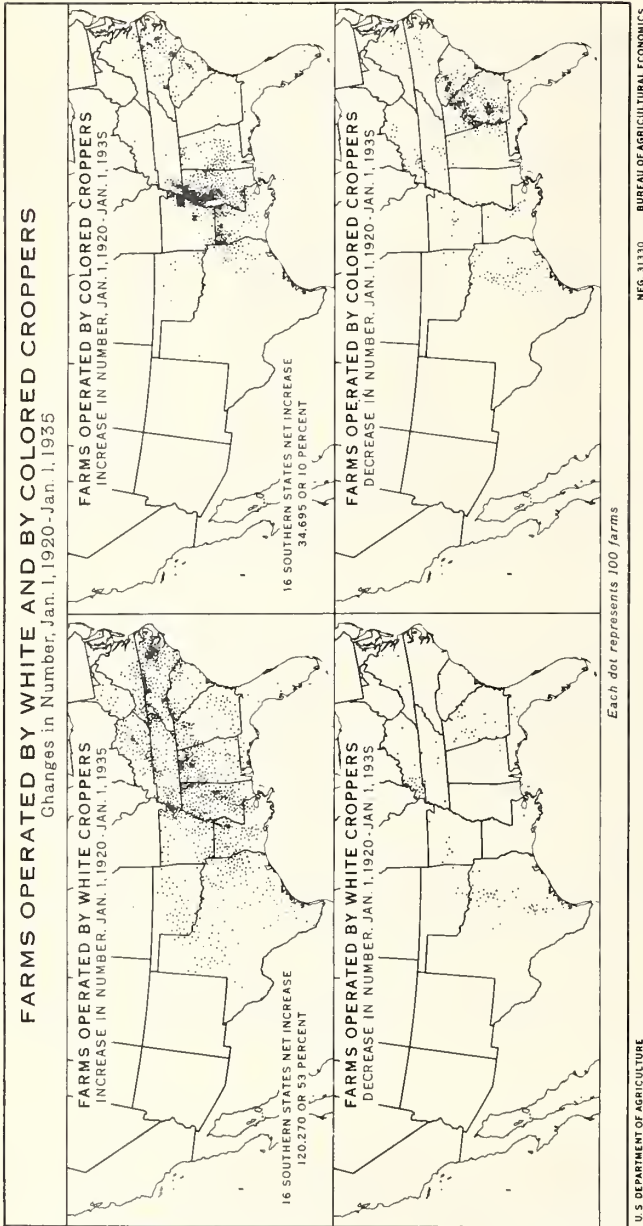 FARMS OPERATED BY WHITE AND BY COLORED CROPPERS
Changes in Number, Jan. 1, 1920-Jan. 1, 1935
FARMS OPERATED BY WHITE CROPPERS
INCREASE IN NUMBER, JAN. 1, 1920 - JAN. 1, 1935
16 SOUTHERN STATES NET INCREASE
120,270 OR 53 PERCENT
FARMS OPERATED BY COLORED CROPPERS
INCREASE IN NUMBER, JAN. 1, 1920 - JAN. 1, 1935
16 SOUTHERN STATES NET INCREASE
34,695 OR 10 PERCENT
FARMS OPERATED BY WHITE CROPPERS
DECREASE IN NUMBER, JAN. 1, 1920 - JAN. 1, 1935
FARMS OPERATED BY COLORED CROPPERS
DECREASE IN NUMBER, JAN. 1, 1920 - JAN. 1, 1935
Each dot represents 100 farms
U.S. DEPARTMENT OF AGRICULTURE
NEG. 31330 BUREAU OF AGRICULTURAL ECONOMICS